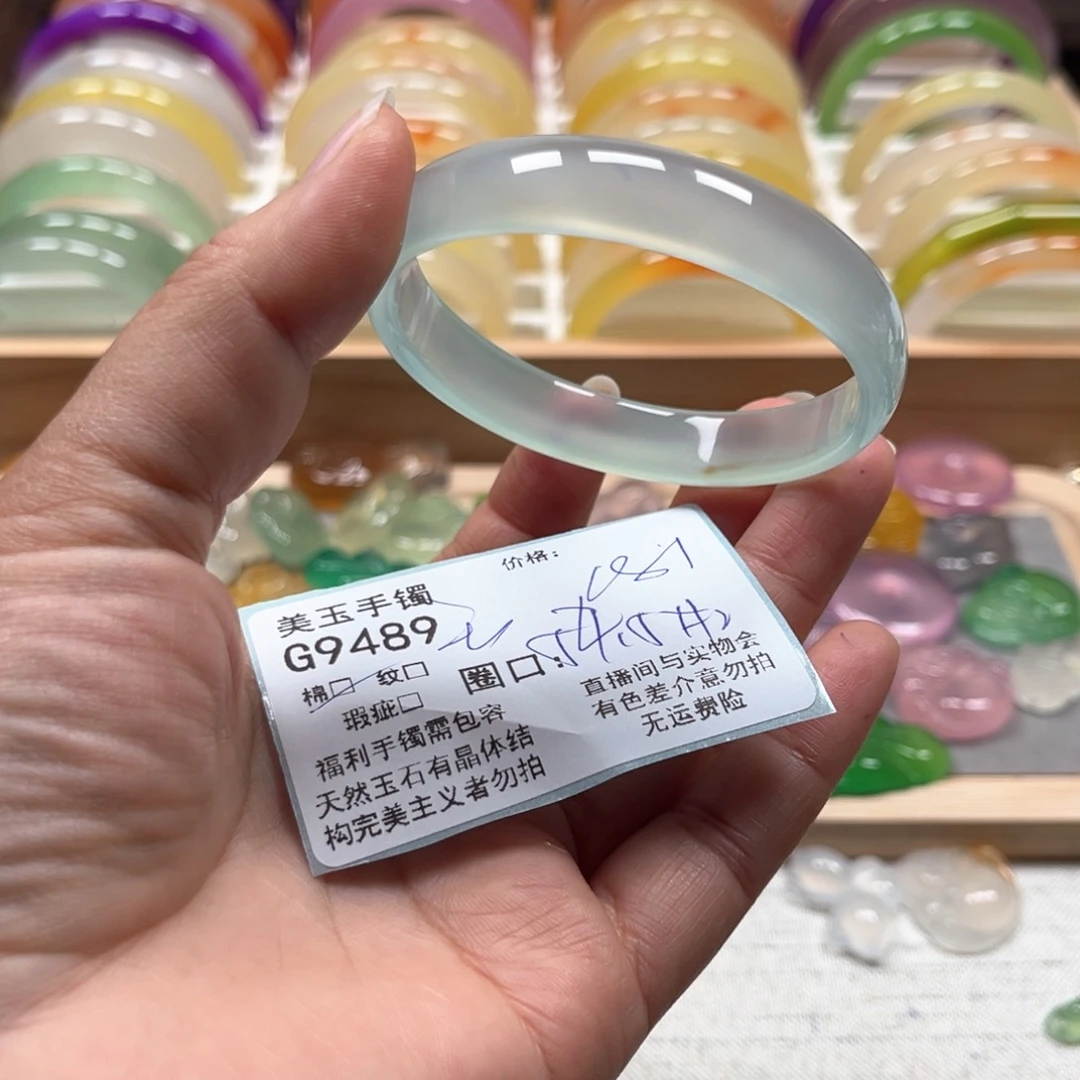 价格：
美玉手镯
G9489
棉□ 纹□
圈口：
瑕疵□
福利手镯需包容
天然玉石有晶体结
构完美主义者勿拍
直播间与实物会
有色差介意勿拍
无运费险